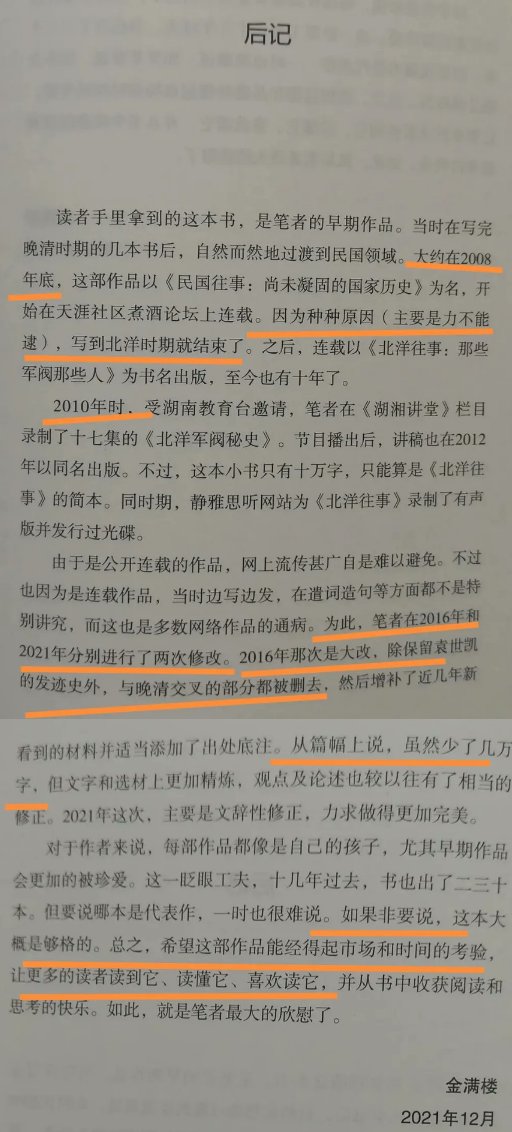 后记
读者手里拿到的这本书，是笔者的早期作品。当时在写完
晚清时期的几本书后，自然而然地过渡到民国领域。大约在2008
年底，这部作品以《民国往事：尚未凝固的国家历史》为名，开
始在天涯社区煮酒论坛上连载。因为种种原因（主要是力不能
逮），写到北洋时期就结束了。之后，连载以《北洋往事：那些
军阀那些人》为书名出版，至今也有十年了。
2010年时、受湖南教育台邀请，笔者在《湖湘讲堂》栏目
录制了十七集的《北洋军阀秘史》。节目播出后，讲稿也在2012
年以同名出版。不过，这本小书只有十万字，只能算是《北洋往
事》的简本。同时期，静雅思听网站为《北洋往事》录制了有声
版并发行过光碟。
由于是公开连载的作品，网上流传甚广自是难以避免。不过
也因为是连载作品，当时边写边发，在遣词造句等方面都不是特
别讲究，而这也是多数网络作品的通病。为此，笔者在2016年和
2021年分别进行了两次修改。2016年那次是大改，除保留袁世凯
的发迹史外，与晚清交叉的部分都被删去，然后增补了近几年新
看到的材料并适当添加了出处底注。从篇幅上说，虽然少了几万
字，但文字和选材上更加精炼，观点及论述也较以往有了相当的
修正。2021年这次，主要是文辞性修正，力求做得更加完美。
对于作者来说，每部作品都像是自己的孩子，尤其早期作品
会更加的被珍爱。这一眨眼工夫，十几年过去，书也出了二三十
本。但要说哪本是代表作，一时也很难说。如果非要说，这本大
概是够格的。总之，希望这部作品能经得起市场和时间的考验，
让更多的读者读到它、读懂它、喜欢读它，并从书中收获阅读和
思考的快乐。如此，就是笔者最大的欣慰了。
金满楼
2021年12月